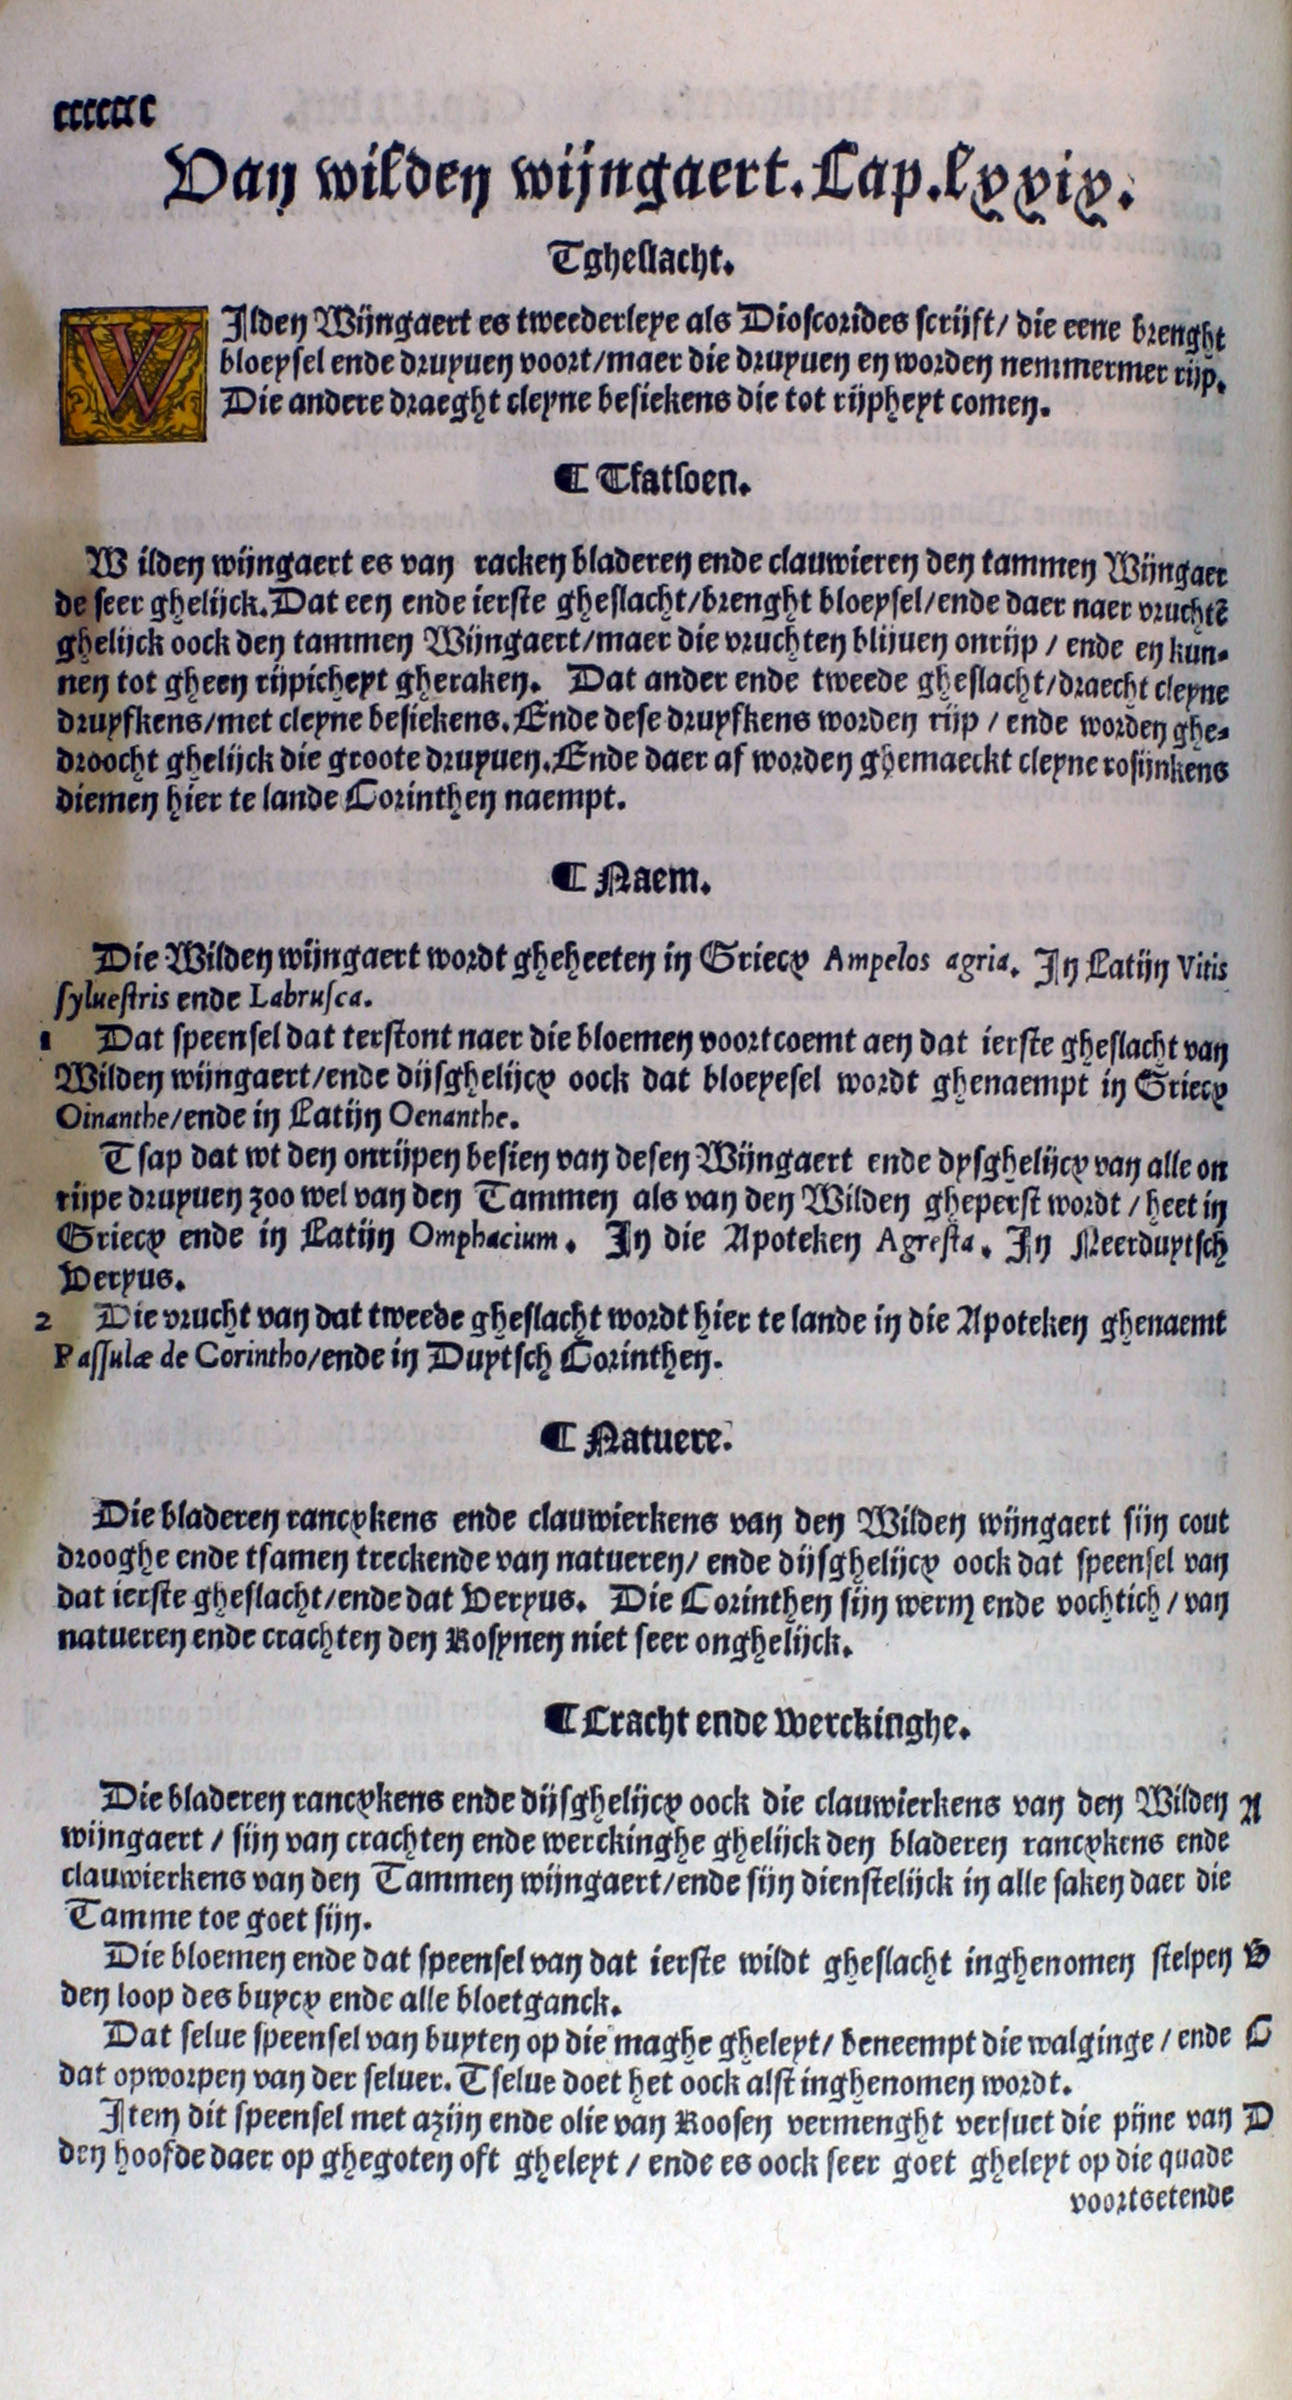 ccccxc
Van wilden wijngaert. Cap.lxxix.
Tgheslacht.
WIlden Wijngaert es tweederleye als Dioscorides scrijft/ die eene brenght
bloeysel ende druyuen voort/maer die druyuen en worden nemmermer rijp.
Die andere draeght cleyne besiekens die tot rijpheyt comen.
¶ Tfatsoen.
Wilden wijngaert es van racken bladeren ende clauwieren den tammen Wijngaer
de seer ghelijck. Dat een ende ierste gheslacht/brenght bloeysel/ende daer naer vruchtē
ghelijck oock den tammen Wijngaert/maer die vruchten blijuen onrijp / ende en kun-
nen tot gheen rijpicheyt gheraken. Dat ander ende tweede gheslacht/draecht cleyne
druyfkens/met cleyne besiekens. Ende dese druyfkens worden rijp / ende worden ghe-
droocht ghelijck die groote druyuen. Ende daer af worden ghemaeckt cleyne rosijnkens
diemen hier te lande Corinthen naempt.
¶ Naem.
Die Wilden wijngaert wordt gheheeten in Griecx Ampelos agria. In Latijn Vitis
syluestris ende Labrusca.
1 Dat speensel dat terstont naer die bloemen voortcoemt aen dat ierste gheslacht van
Wilden wijngaert/ende dijsghelijcx oock dat bloeyesel wordt ghenaempt in Griecx
Oinanthe/ende in Latijn Oenanthe.
Tsap dat wt den onrijpen besien van desen Wijngaert ende dysghelijcx van alle on
rijpe druyuen zoo wel van den Tammen als van den Wilden gheperst wordt / heet in
Griecx ende in Latijn Omphacium. In die Apoteken Agresta. In Neerduytsch
Veryus.
2 Die vrucht van dat tweede gheslacht wordt hier te lande in die Apoteken ghenaemt
Passulæ de Corintho/ende in Duytsch Corinthen.
¶ Natuere.
Die bladeren rancxkens ende clauwierkens van den Wilden wijngaert sijn cout
drooghe ende tsamen treckende van natueren/ ende dijsghelijcx oock dat speensel van
dat ierste gheslacht/ende dat Veryus. Die Corinthen sijn werm ende vochtich / van
natueren ende crachten den Rosynen niet seer onghelijck.
¶ Cracht ende werckinghe.
Die bladeren rancxkens ende dijsghelijcx oock die clauwierkens van den Wilden A
wijngaert / sijn van crachten ende werckinghe ghelijck den bladeren rancxkens ende
clauwierkens van den Tammen wijngaert/ende sijn dienstelijck in alle saken daer die
Tamme toe goet sijn.
Die bloemen ende dat speensel van dat ierste wildt gheslacht inghenomen stelpen B
den loop des buycx ende alle bloetganck.
Dat selue speensel van buyten op die maghe gheleyt/ beneempt die walginge / ende C
dat opworpen van der seluer. Tselue doet het oock alst inghenomen wordt.
Item dit speensel met azijn ende olie van Roosen vermenght versuet die pijne van D
den hoofde daer op ghegoten oft gheleyt / ende es oock seer goet gheleyt op die quade
voortsetende